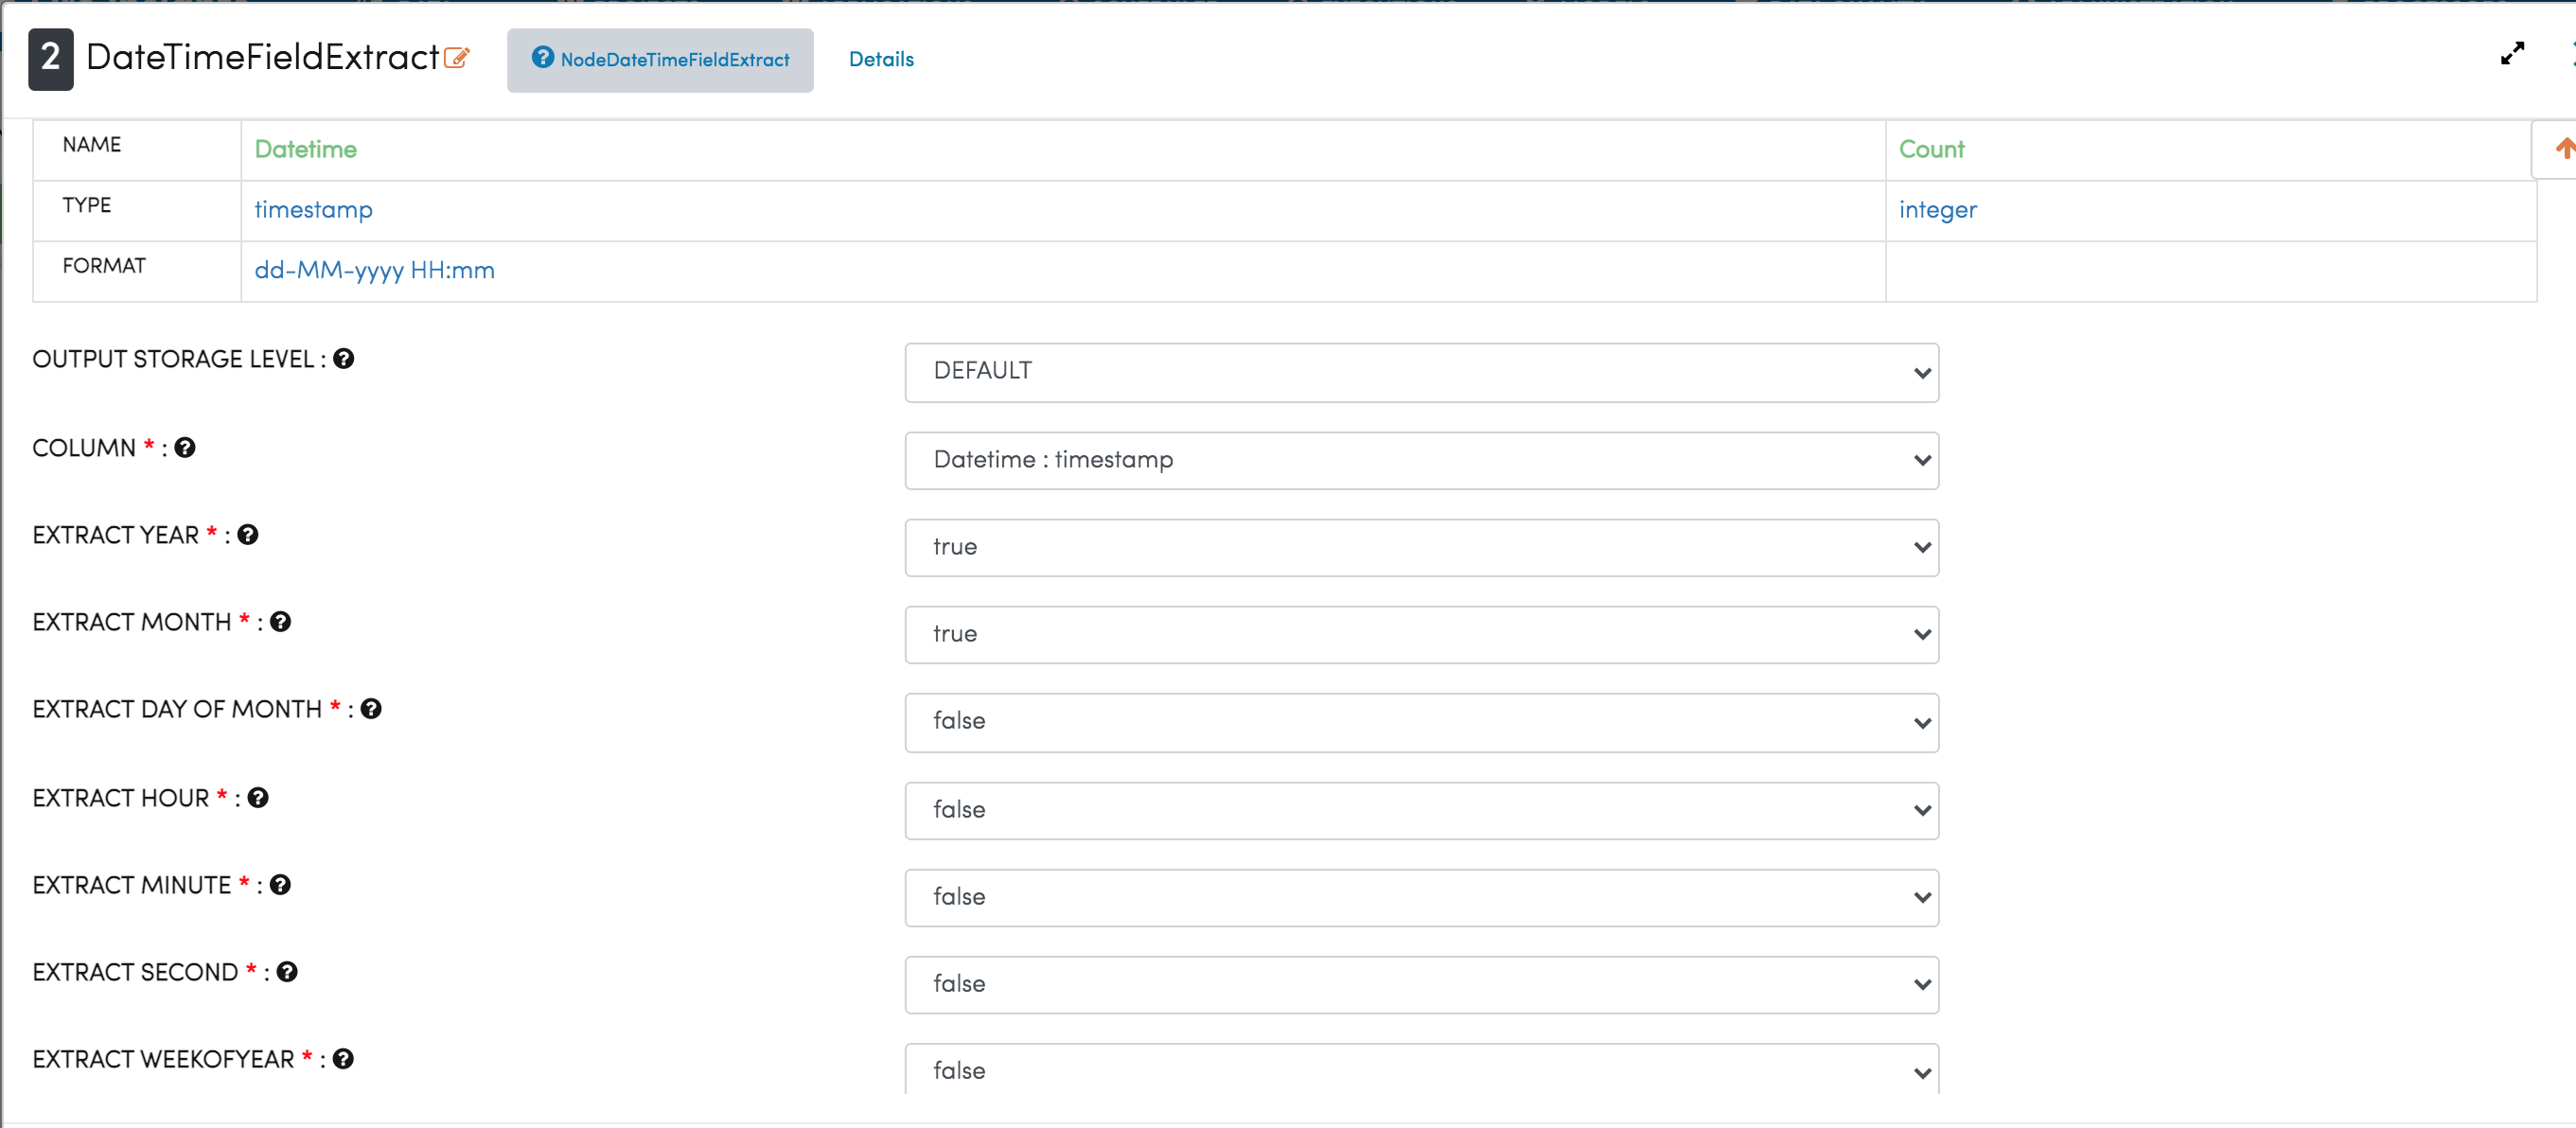 2 DateTimeFieldExtract NodeDateTimeFieldExtract Details
NAME Datetime Count
TYPE timestamp integer
FORMAT dd-MM-yyyy HH:mm
OUTPUT STORAGE LEVEL : DEFAULT
COLUMN * : Datetime : timestamp
EXTRACT YEAR * : true
EXTRACT MONTH * : true
EXTRACT DAY OF MONTH * : false
EXTRACT HOUR * : false
EXTRACT MINUTE * : false
EXTRACT SECOND * : false
EXTRACT WEEKOFYEAR * : false